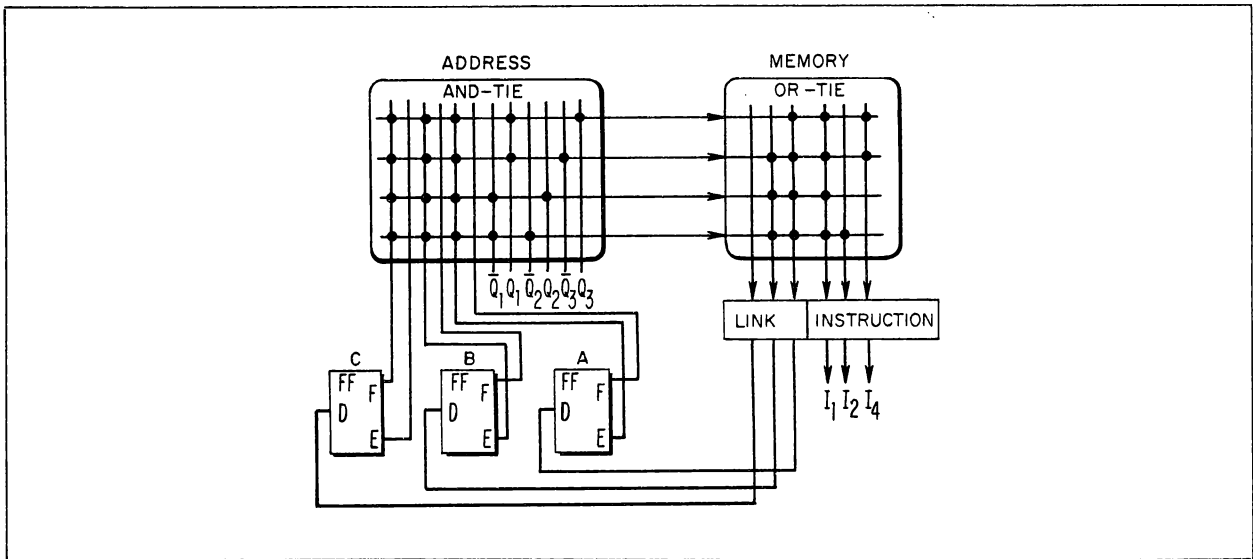 ADDRESS MEMORY
AND-TIE OR-TIE
Q̅1 Q1 Q̅2 Q2 Q̅3 Q3
LINK INSTRUCTION
C B A
FF FF FF
F F F
D D D
E E E
I1 I2 I4